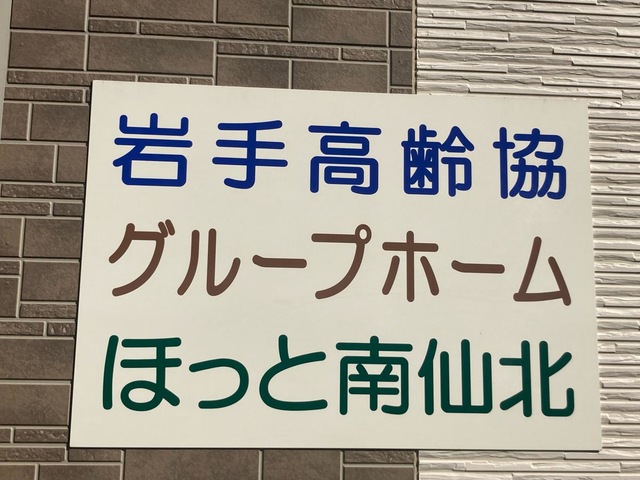 岩手高齢協
グループホーム
ほっと南仙北